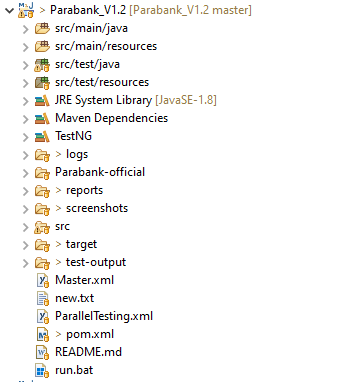 > Parabank_V1.2 [Parabank_V1.2 master]
src/main/java
src/main/resources
src/test/java
src/test/resources
JRE System Library [JavaSE-1.8]
Maven Dependencies
TestNG
> logs
Parabank-official
> reports
> screenshots
src
> target
> test-output
Master.xml
new.txt
ParallelTesting.xml
> pom.xml
README.md
run.bat